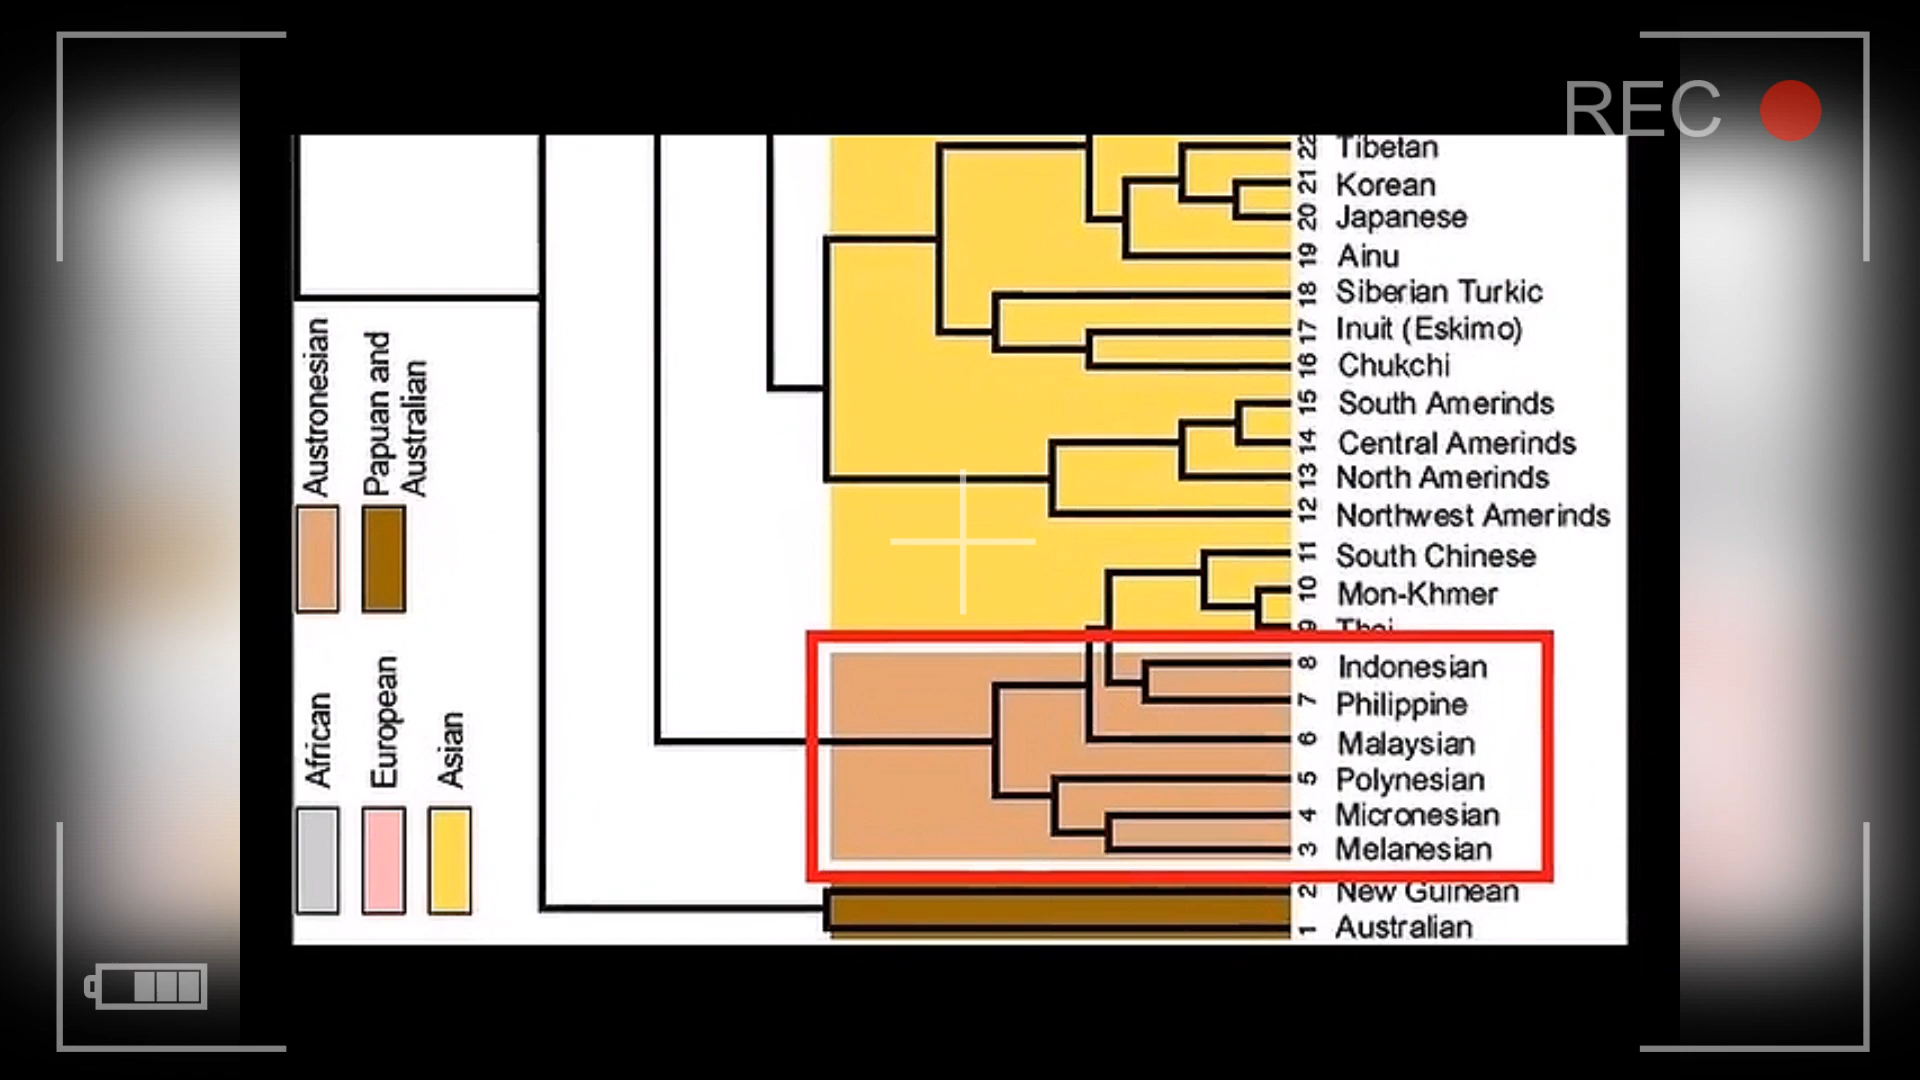 REC
22 Tibetan
21 Korean
20 Japanese
19 Ainu
18 Siberian Turkic
17 Inuit (Eskimo)
16 Chukchi
15 South Amerinds
14 Central Amerinds
13 North Amerinds
12 Northwest Amerinds
11 South Chinese
10 Mon-Khmer
9 Thai
8 Indonesian
7 Philippine
6 Malaysian
5 Polynesian
4 Micronesian
3 Melanesian
2 New Guinean
1 Australian
Austronesian
Papuan and
Australian
African
European
Asian